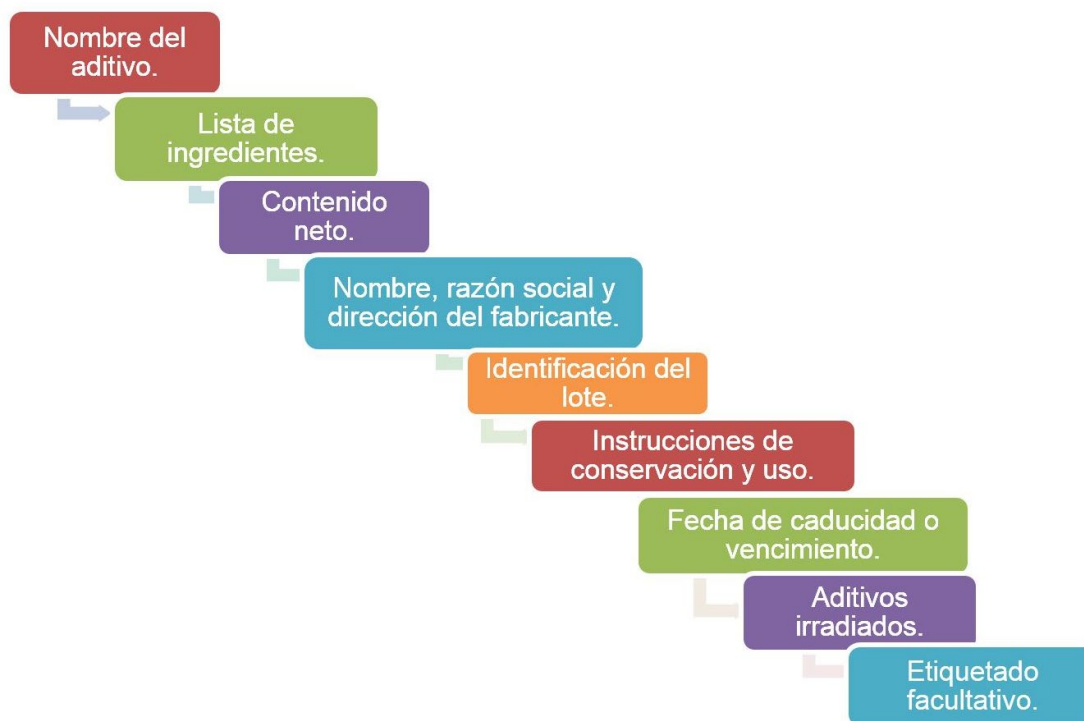 Nombre del
aditivo.
Lista de
ingredientes.
Contenido
neto.
Nombre, razón social y
dirección del fabricante.
Identificación del
lote.
Instrucciones de
conservación y uso.
Fecha de caducidad o
vencimiento.
Aditivos
irradiados.
Etiquetado
facultativo.